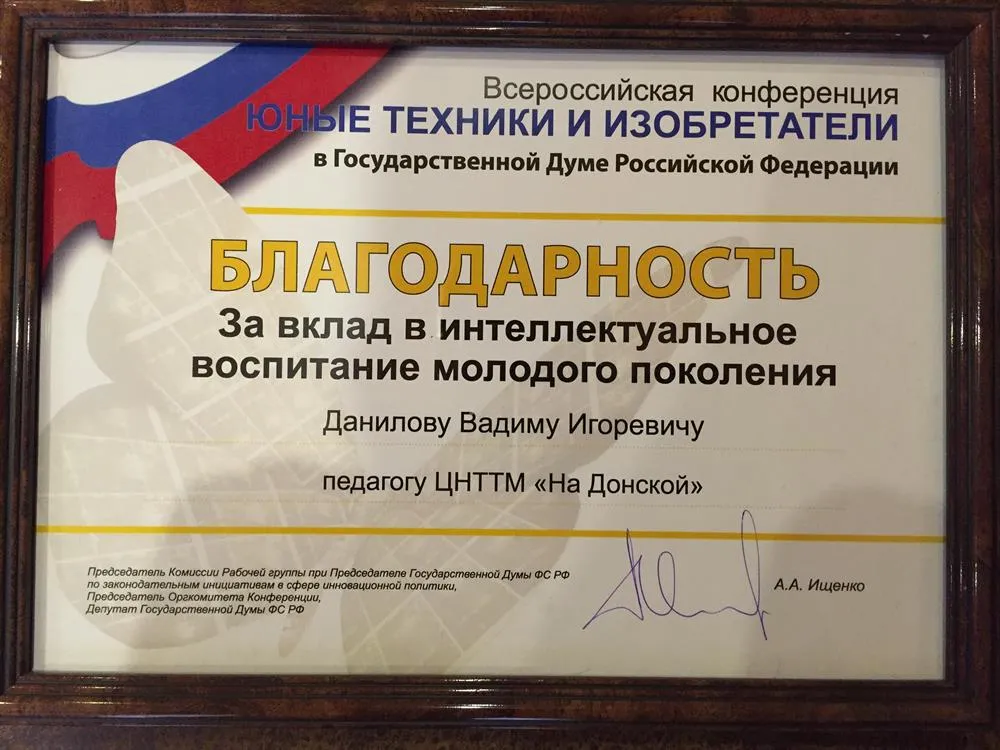 Всероссийская конференция
ЮНЫЕ ТЕХНИКИ И ИЗОБРЕТАТЕЛИ
в Государственной Думе Российской Федерации
БЛАГОДАРНОСТЬ
За вклад в интеллектуальное
воспитание молодого поколения
Данилову Вадиму Игоревичу
педагогу ЦНТТМ «На Донской»
Председатель Комиссии Рабочей группы при Председателе Государственной Думы ФС РФ
по законодательным инициативам в сфере инновационной политики,
Председатель Оргкомитета Конференции,
Депутат Государственной Думы ФС РФ
А.А. Ищенко